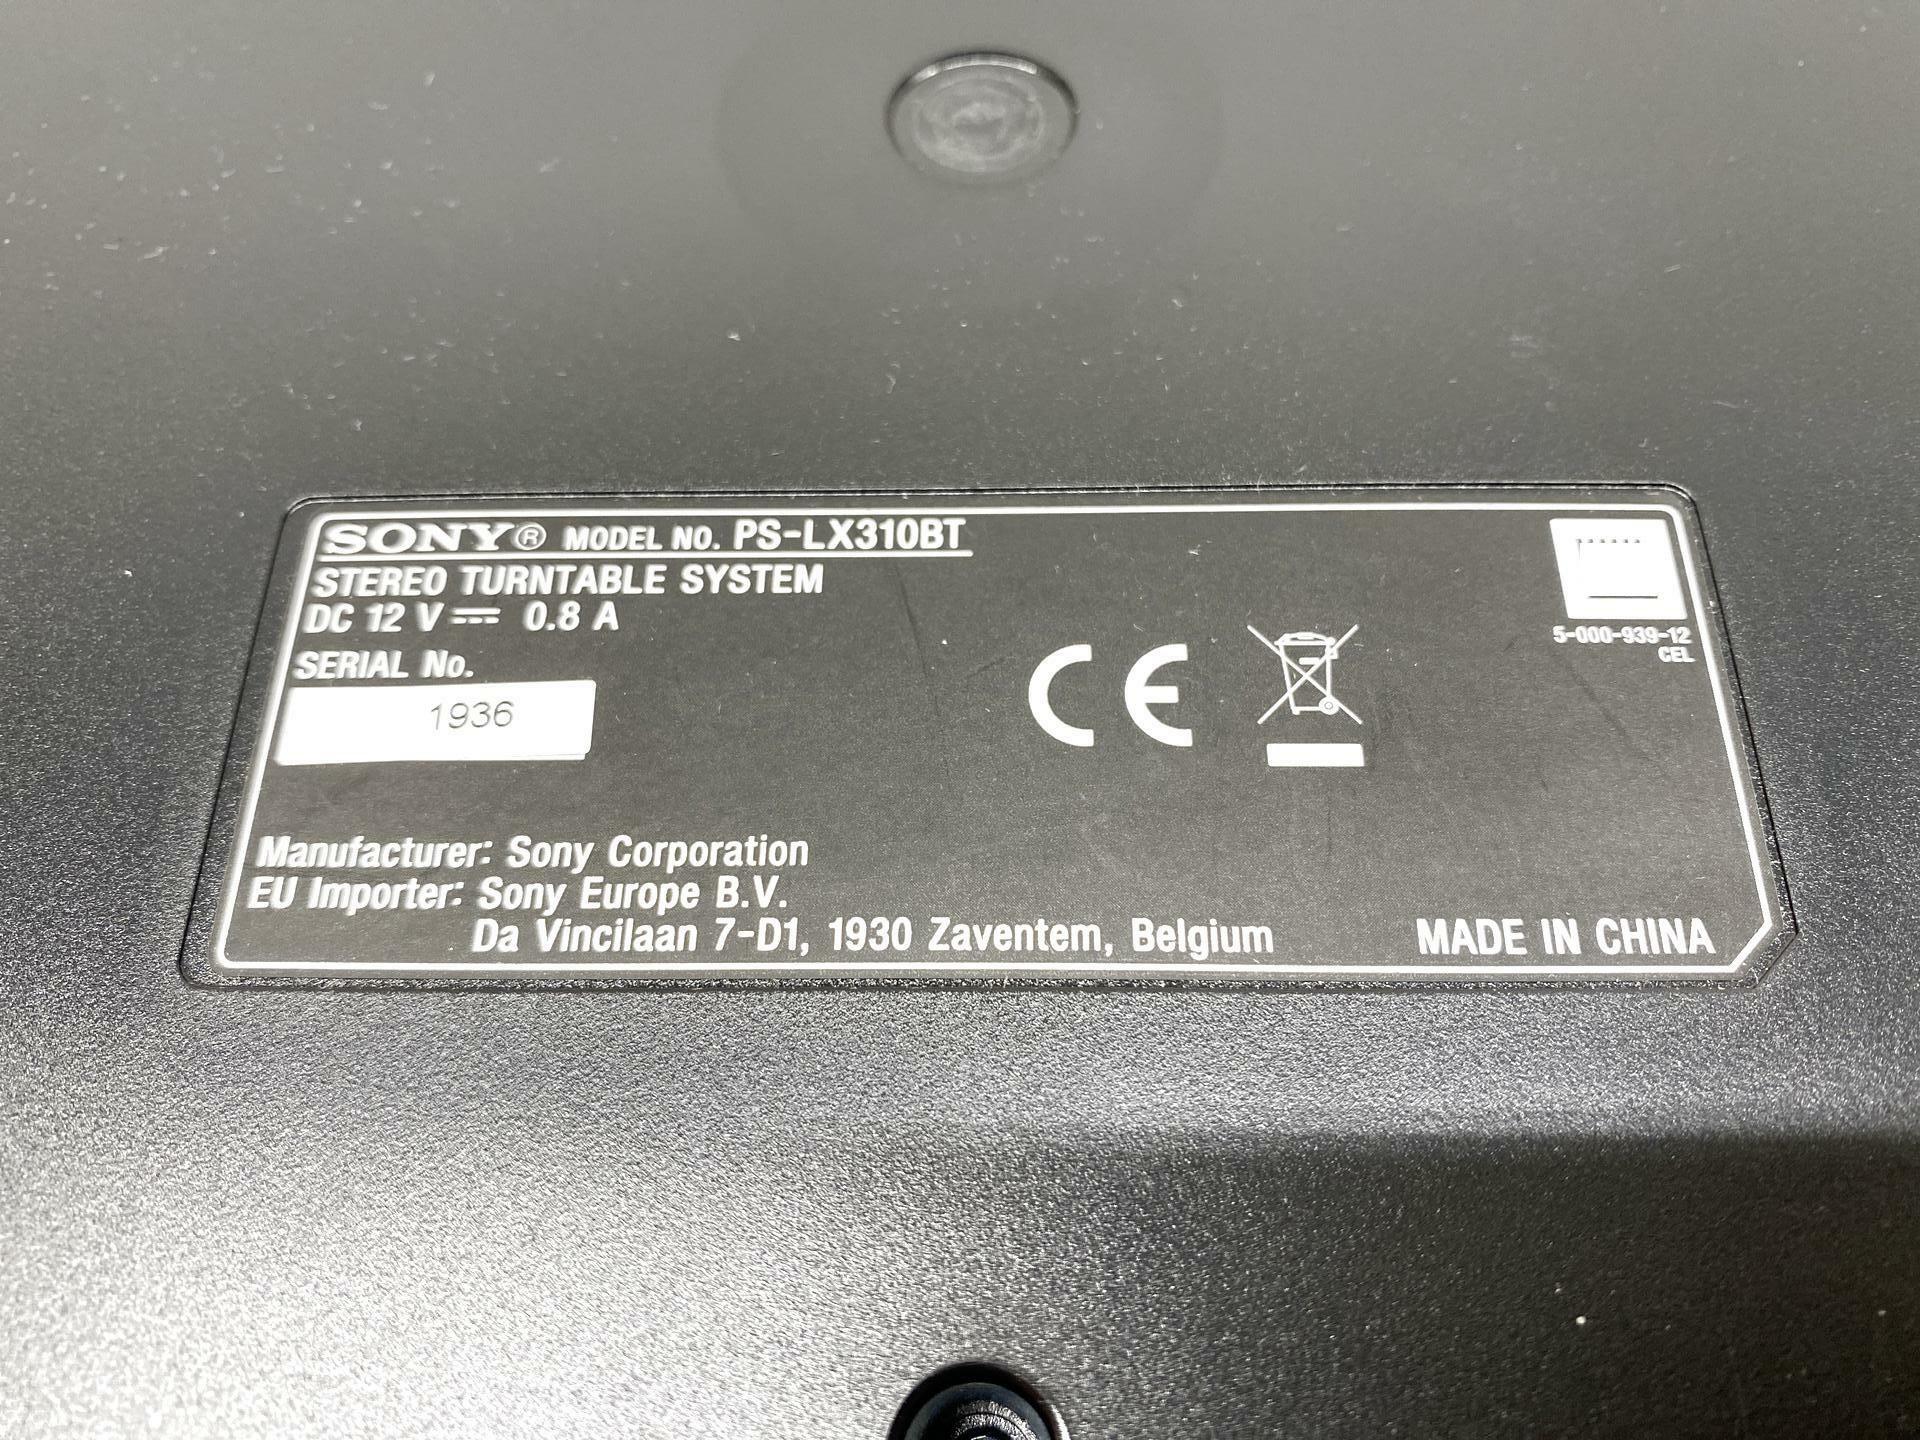 SONY® MODEL NO. PS-LX310BT
STEREO TURNTABLE SYSTEM
DC 12 V ⎓ 0.8 A
SERIAL No.
1936
5-000-939-12
CEL
CE
Manufacturer: Sony Corporation
EU Importer: Sony Europe B.V.
Da Vincilaan 7-D1, 1930 Zaventem, Belgium
MADE IN CHINA